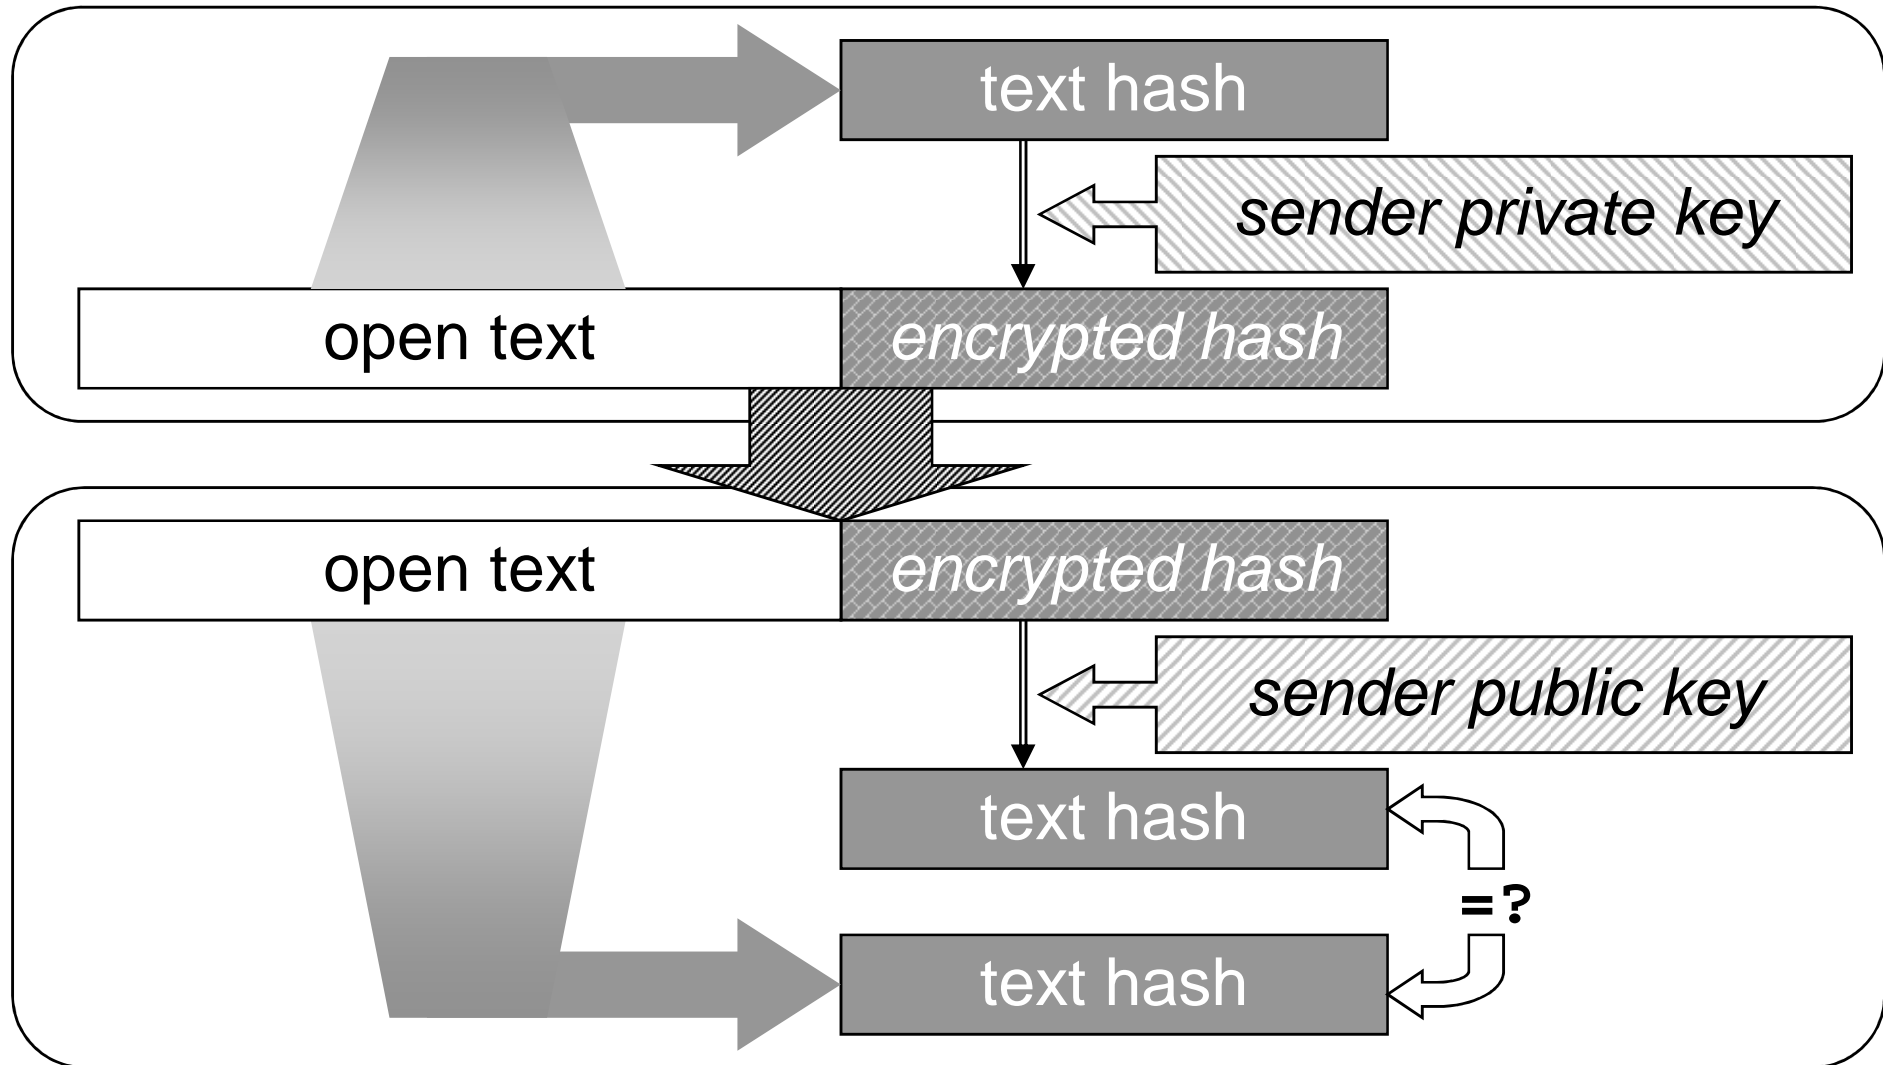 text hash
sender private key
open text
encrypted hash
open text
encrypted hash
sender public key
text hash
=?
text hash